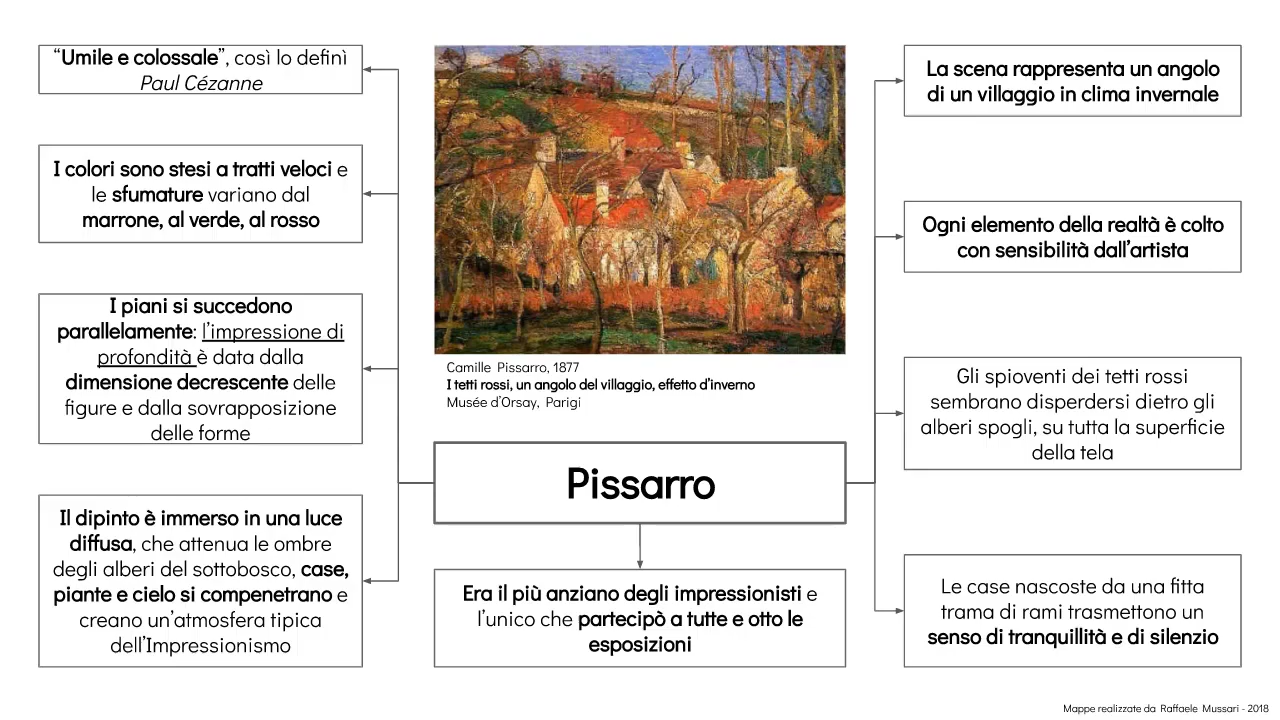 “Umile e colossale”, così lo definì
Paul Cézanne
I colori sono stesi a tratti veloci e
le sfumature variano dal
marrone, al verde, al rosso
I piani si succedono
parallelamente: l’impressione di
profondità è data dalla
dimensione decrescente delle
figure e dalla sovrapposizione
delle forme
Il dipinto è immerso in una luce
diffusa, che attenua le ombre
degli alberi del sottobosco, case,
piante e cielo si compenetrano e
creano un’atmosfera tipica
dell’Impressionismo
Camille Pissarro, 1877
I tetti rossi, un angolo del villaggio, effetto d’inverno
Musée d’Orsay, Parigi
Pissarro
Era il più anziano degli impressionisti e
l’unico che partecipò a tutte e otto le
esposizioni
La scena rappresenta un angolo
di un villaggio in clima invernale
Ogni elemento della realtà è colto
con sensibilità dall’artista
Gli spioventi dei tetti rossi
sembrano disperdersi dietro gli
alberi spogli, su tutta la superficie
della tela
Le case nascoste da una fitta
trama di rami trasmettono un
senso di tranquillità e di silenzio
Mappe realizzate da Raffaele Mussari - 2018